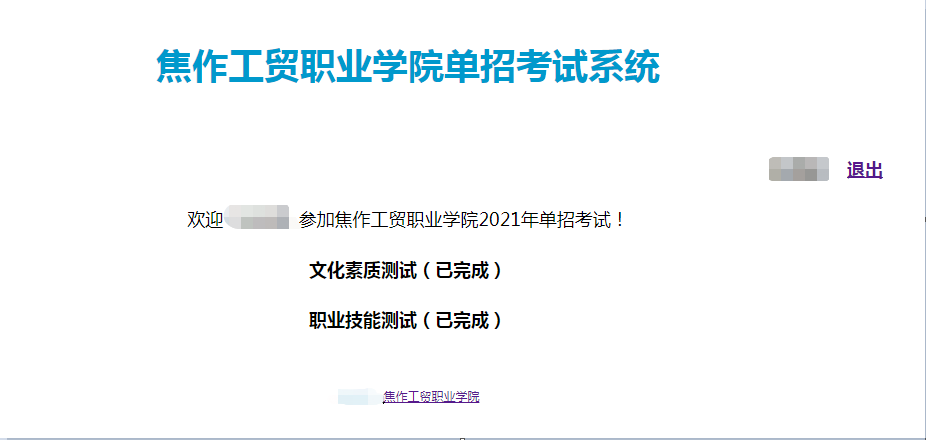 焦作工贸职业学院单招考试系统
退出
欢迎 参加焦作工贸职业学院2021年单招考试！
文化素质测试（已完成）
职业技能测试（已完成）
焦作工贸职业学院